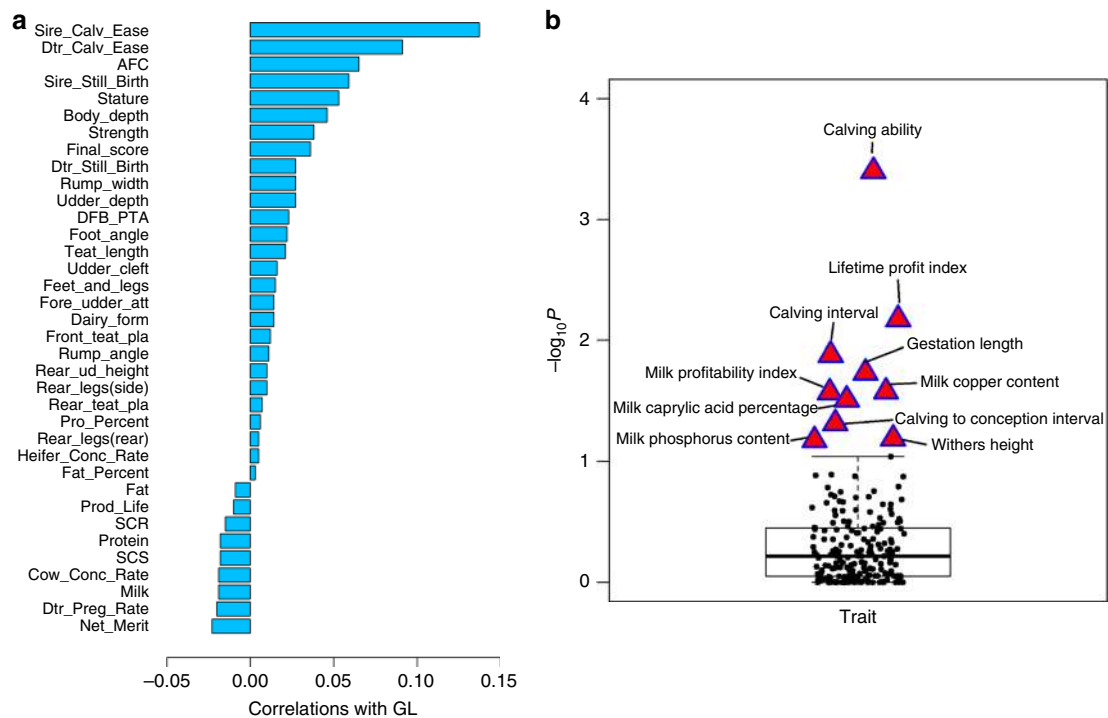 a
Sire_Calv_Ease
Dtr_Calv_Ease
AFC
Sire_Still_Birth
Stature
Body_depth
Strength
Final_score
Dtr_Still_Birth
Rump_width
Udder_depth
DFB_PTA
Foot_angle
Teat_length
Udder_cleft
Feet_and_legs
Fore_udder_att
Dairy_form
Front_teat_pla
Rump_angle
Rear_ud_height
Rear_legs(side)
Rear_teat_pla
Pro_Percent
Rear_legs(rear)
Heifer_Conc_Rate
Fat_Percent
Fat
Prod_Life
SCR
Protein
SCS
Cow_Conc_Rate
Milk
Dtr_Preg_Rate
Net_Merit
−0.05 0.00 0.05 0.10 0.15
Correlations with GL
b
4
3
2
1
0
−log10P
Calving ability
Lifetime profit index
Calving interval
Gestation length
Milk profitability index
Milk copper content
Milk caprylic acid percentage
Calving to conception interval
Milk phosphorus content
Withers height
Trait